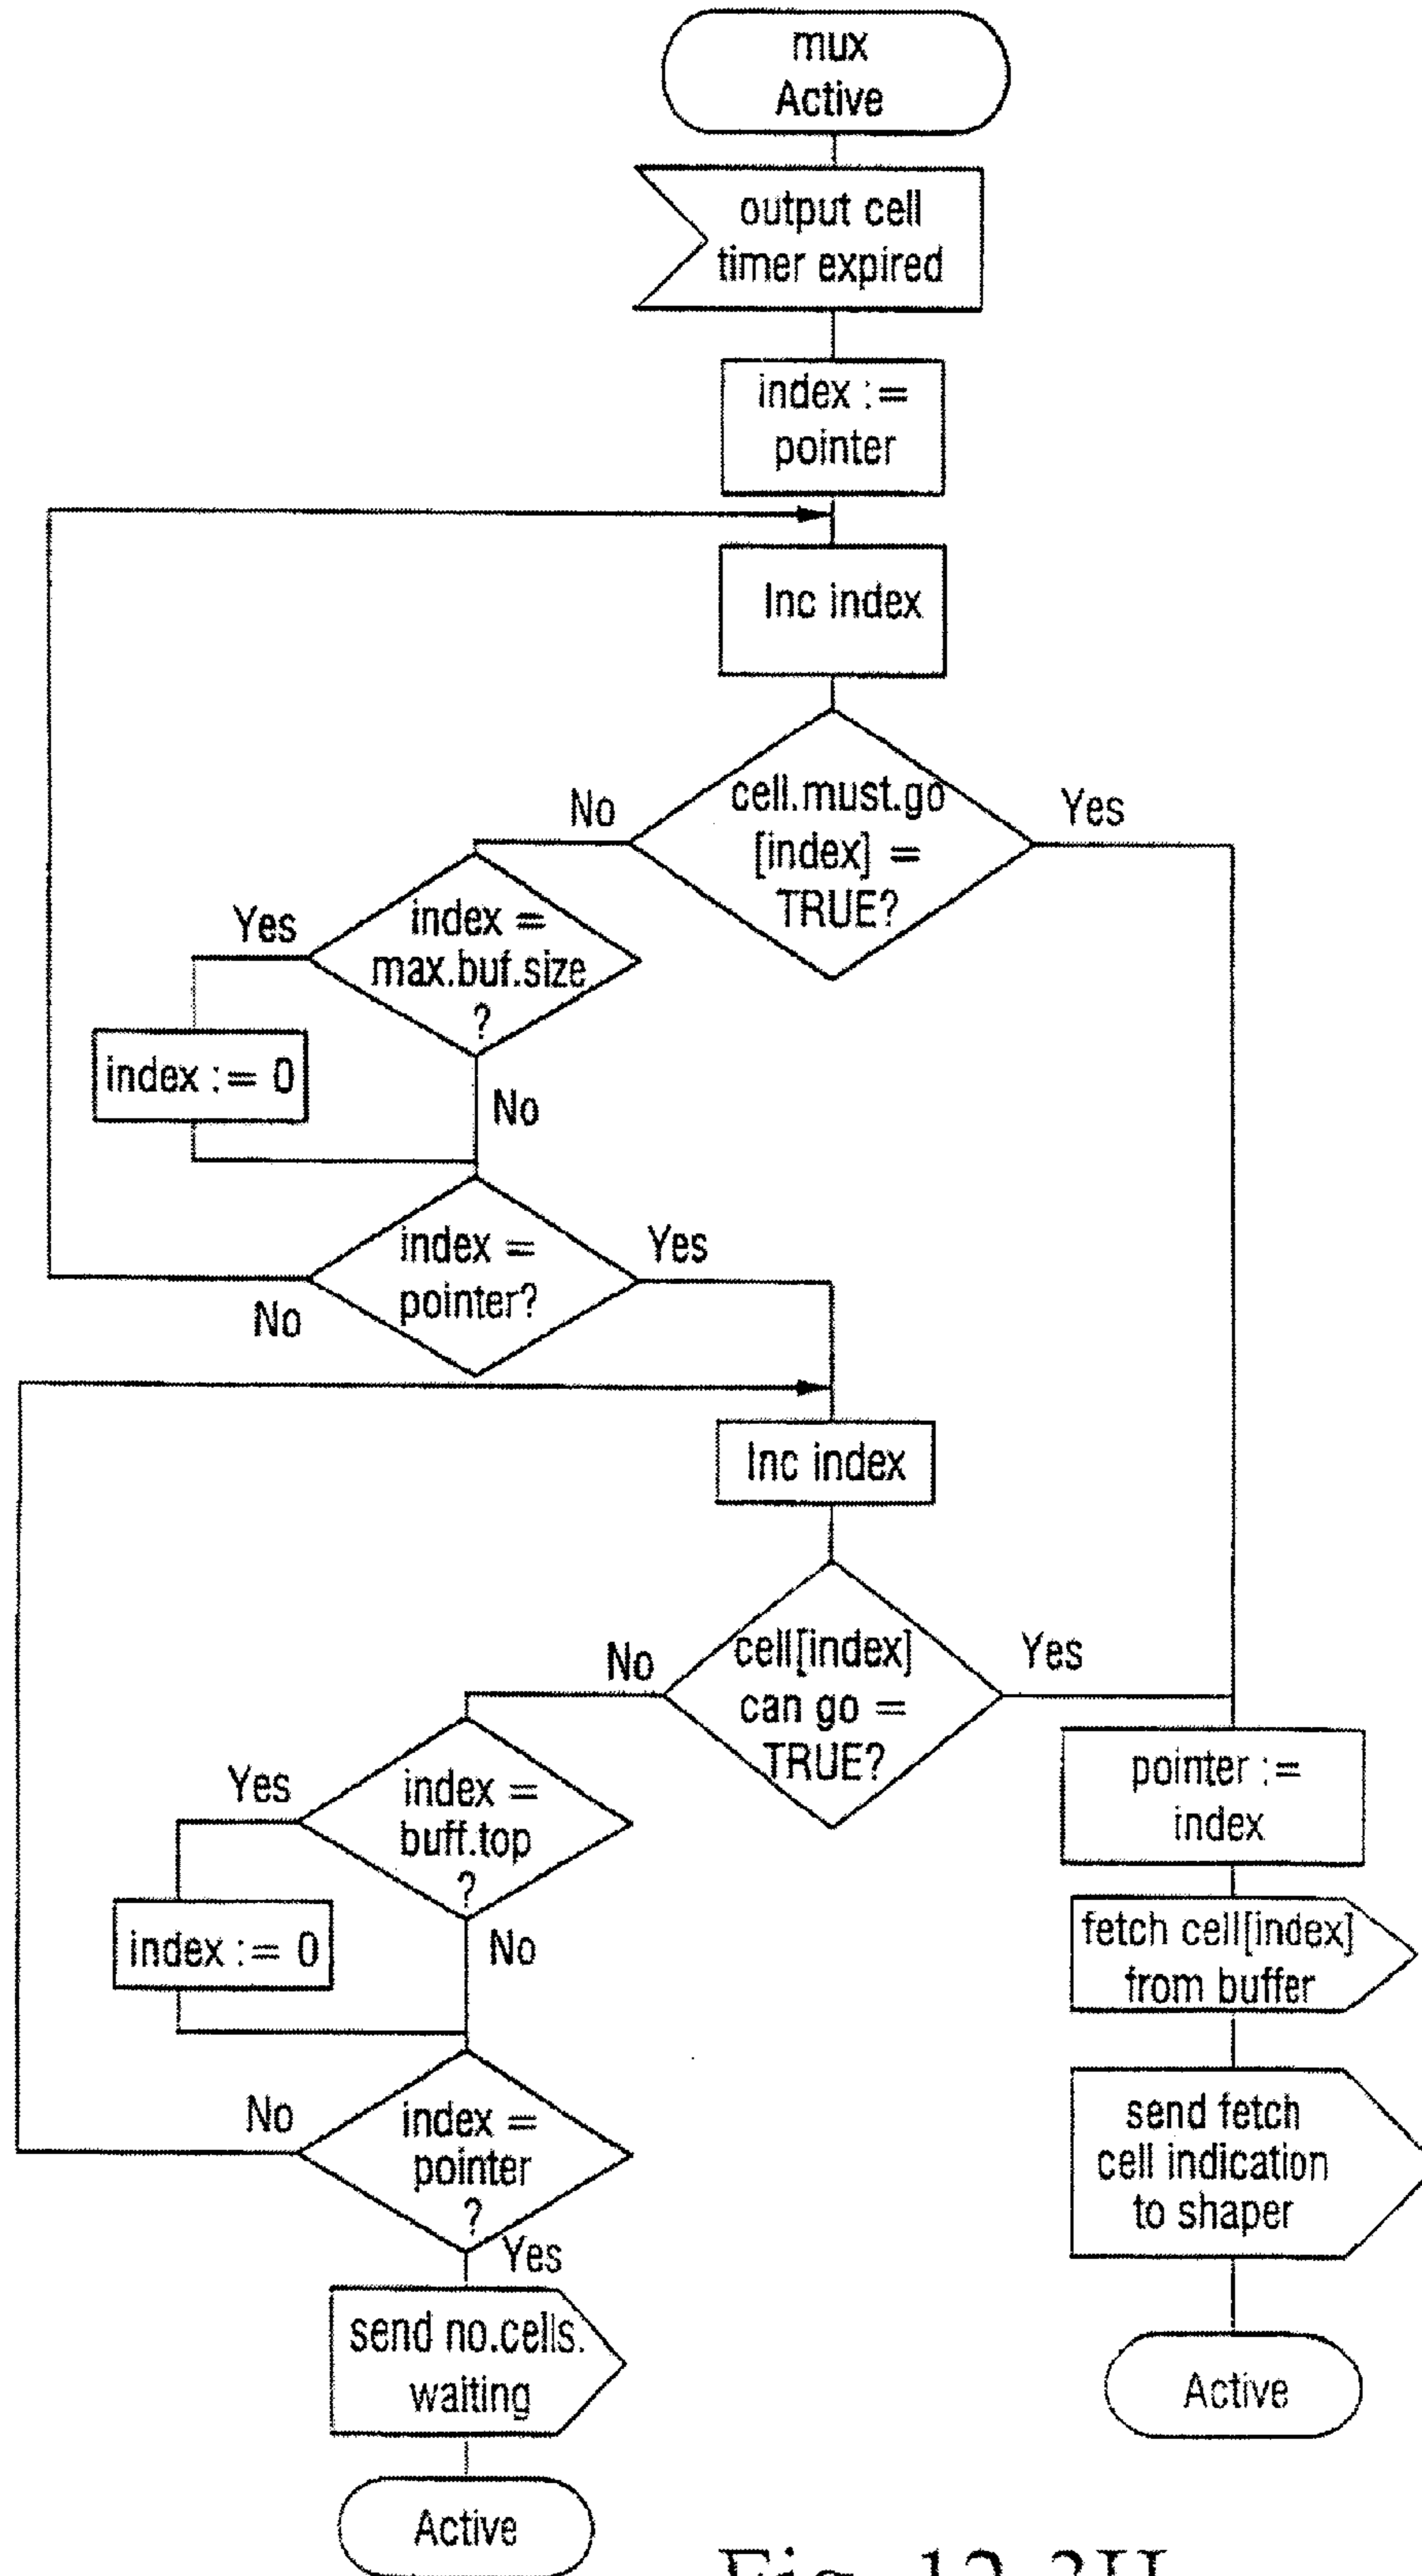 mux
Active
output cell
timer expired
index :=
pointer
Inc index
cell.must.go
[index] =
TRUE?
No
Yes
index =
max.buf.size
?
Yes
index := 0
No
index =
pointer?
Yes
No
Inc index
cell[index]
can go =
TRUE?
No
Yes
index =
buff.top
?
Yes
index := 0
No
index =
pointer
?
No
Yes
send no.cells.
waiting
Active
pointer :=
index
fetch cell[index]
from buffer
send fetch
cell indication
to shaper
Active